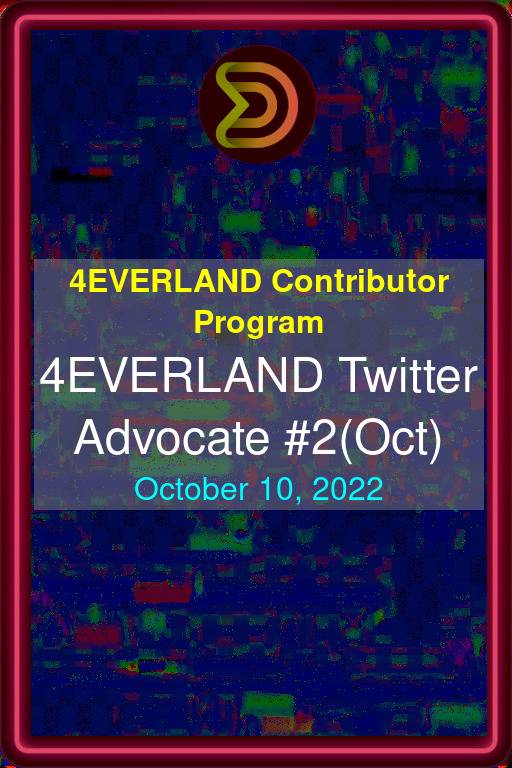 4EVERLAND Contributor
Program
4EVERLAND Twitter
Advocate #2(Oct)
October 10, 2022